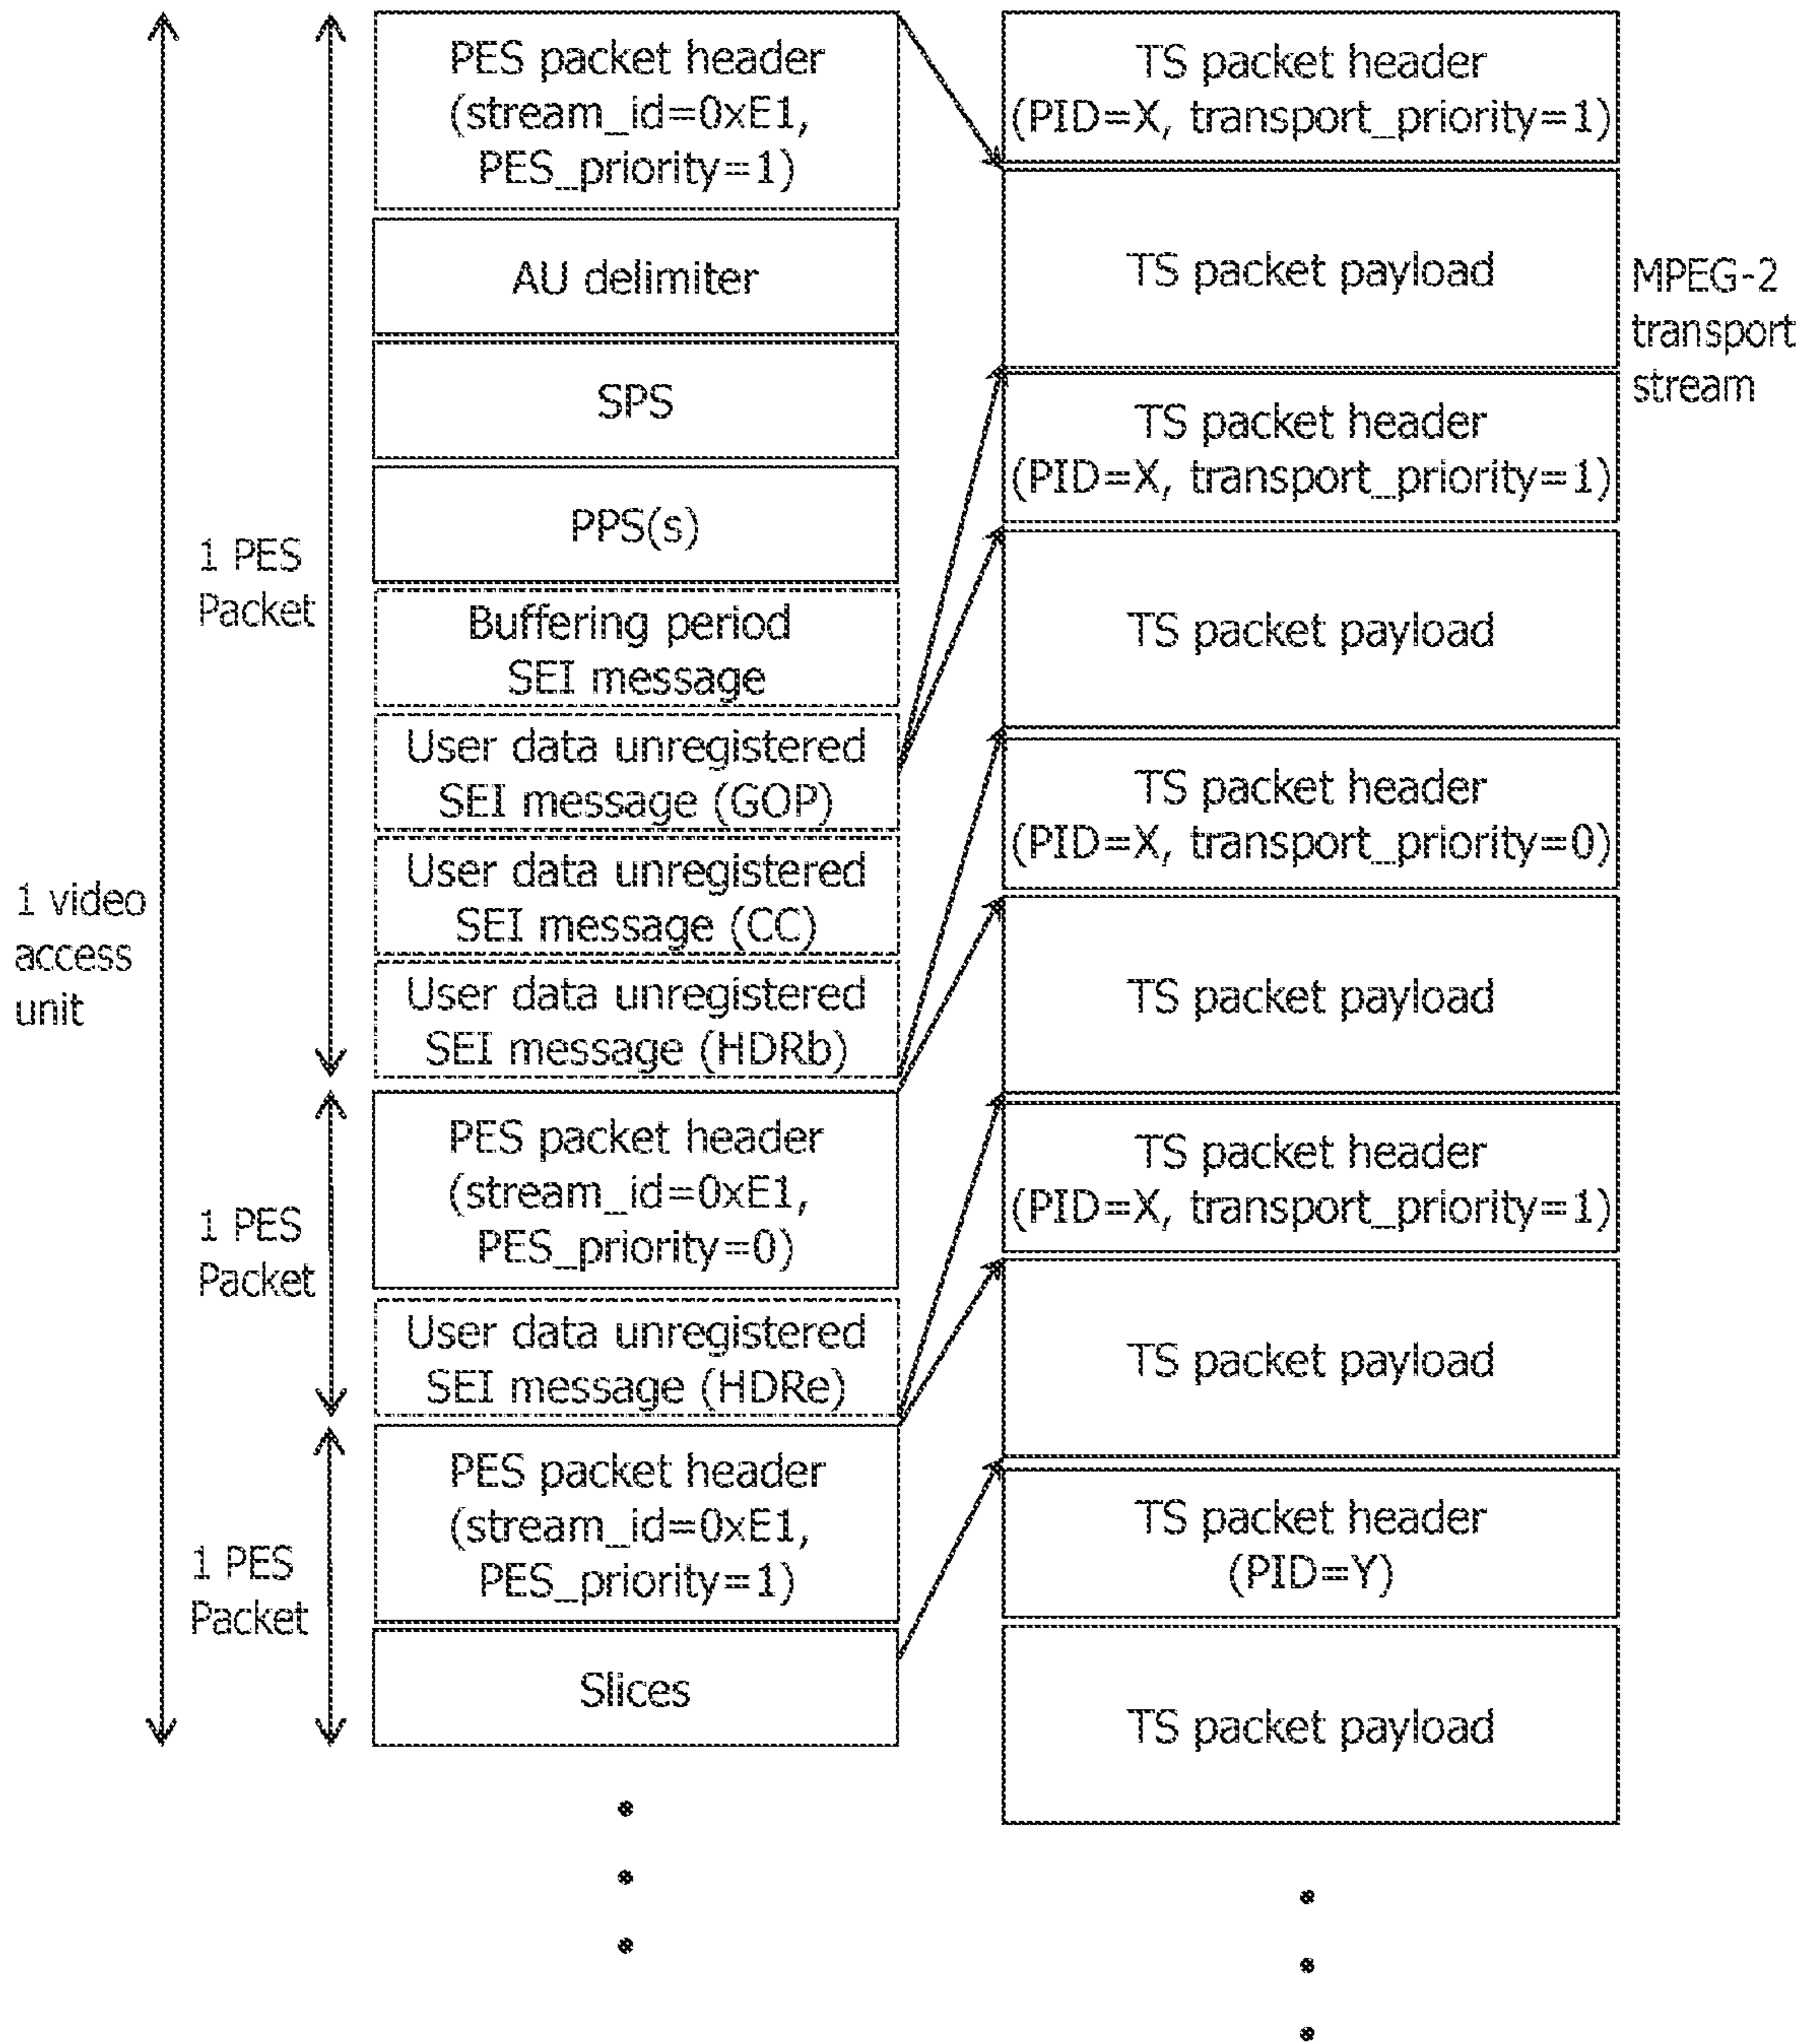 1 video
access
unit
1 PES
Packet
1 PES
Packet
1 PES
Packet
PES packet header
(stream_id=0xE1,
PES_priority=1)
AU delimiter
SPS
PPS(s)
Buffering period
SEI message
User data unregistered
SEI message (GOP)
User data unregistered
SEI message (CC)
User data unregistered
SEI message (HDRb)
PES packet header
(stream_id=0xE1,
PES_priority=0)
User data unregistered
SEI message (HDRe)
PES packet header
(stream_id=0xE1,
PES_priority=1)
Slices
TS packet header
(PID=X, transport_priority=1)
TS packet payload
TS packet header
(PID=X, transport_priority=1)
TS packet payload
TS packet header
(PID=X, transport_priority=0)
TS packet payload
TS packet header
(PID=X, transport_priority=1)
TS packet payload
TS packet header
(PID=Y)
TS packet payload
MPEG-2
transport
stream